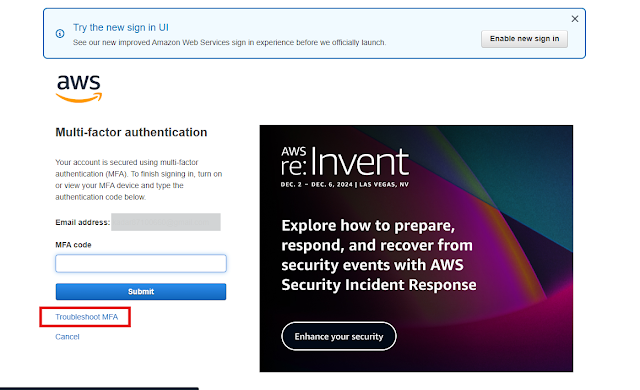 Try the new sign in UI
See our new improved Amazon Web Services sign in experience before we officially launch.
Enable new sign in
aws
Multi-factor authentication
Your account is secured using multi-factor
authentication (MFA). To finish signing in, turn on
or view your MFA device and type the
authentication code below.
Email address:
MFA code
Submit
Troubleshoot MFA
Cancel
AWS
re:Invent
DEC. 2 – DEC. 6, 2024 | LAS VEGAS, NV
Explore how to prepare,
respond, and recover from
security events with AWS
Security Incident Response
Enhance your security